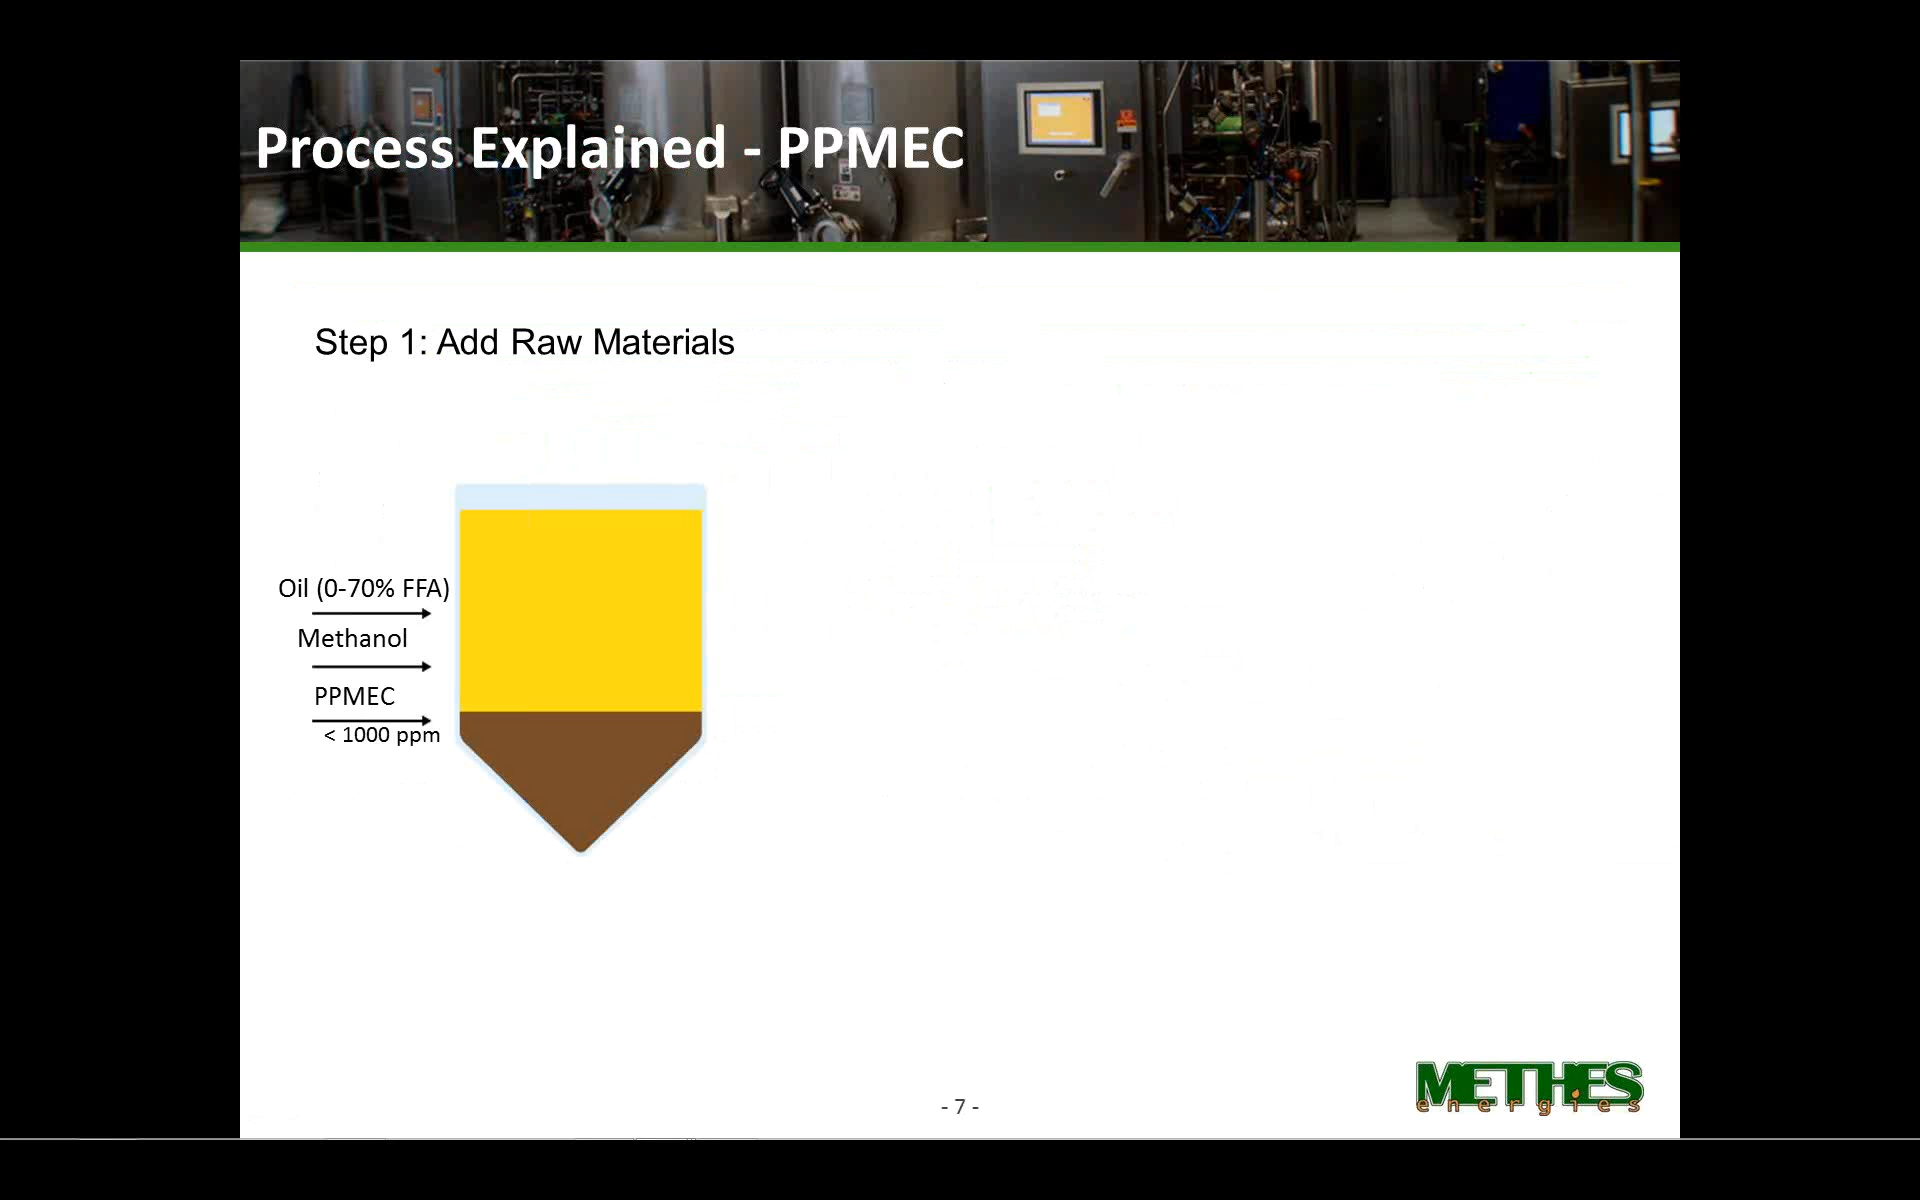 Process Explained - PPMEC
Step 1: Add Raw Materials
Oil (0-70% FFA)
Methanol
PPMEC
< 1000 ppm
- 7 -
METHES
energies